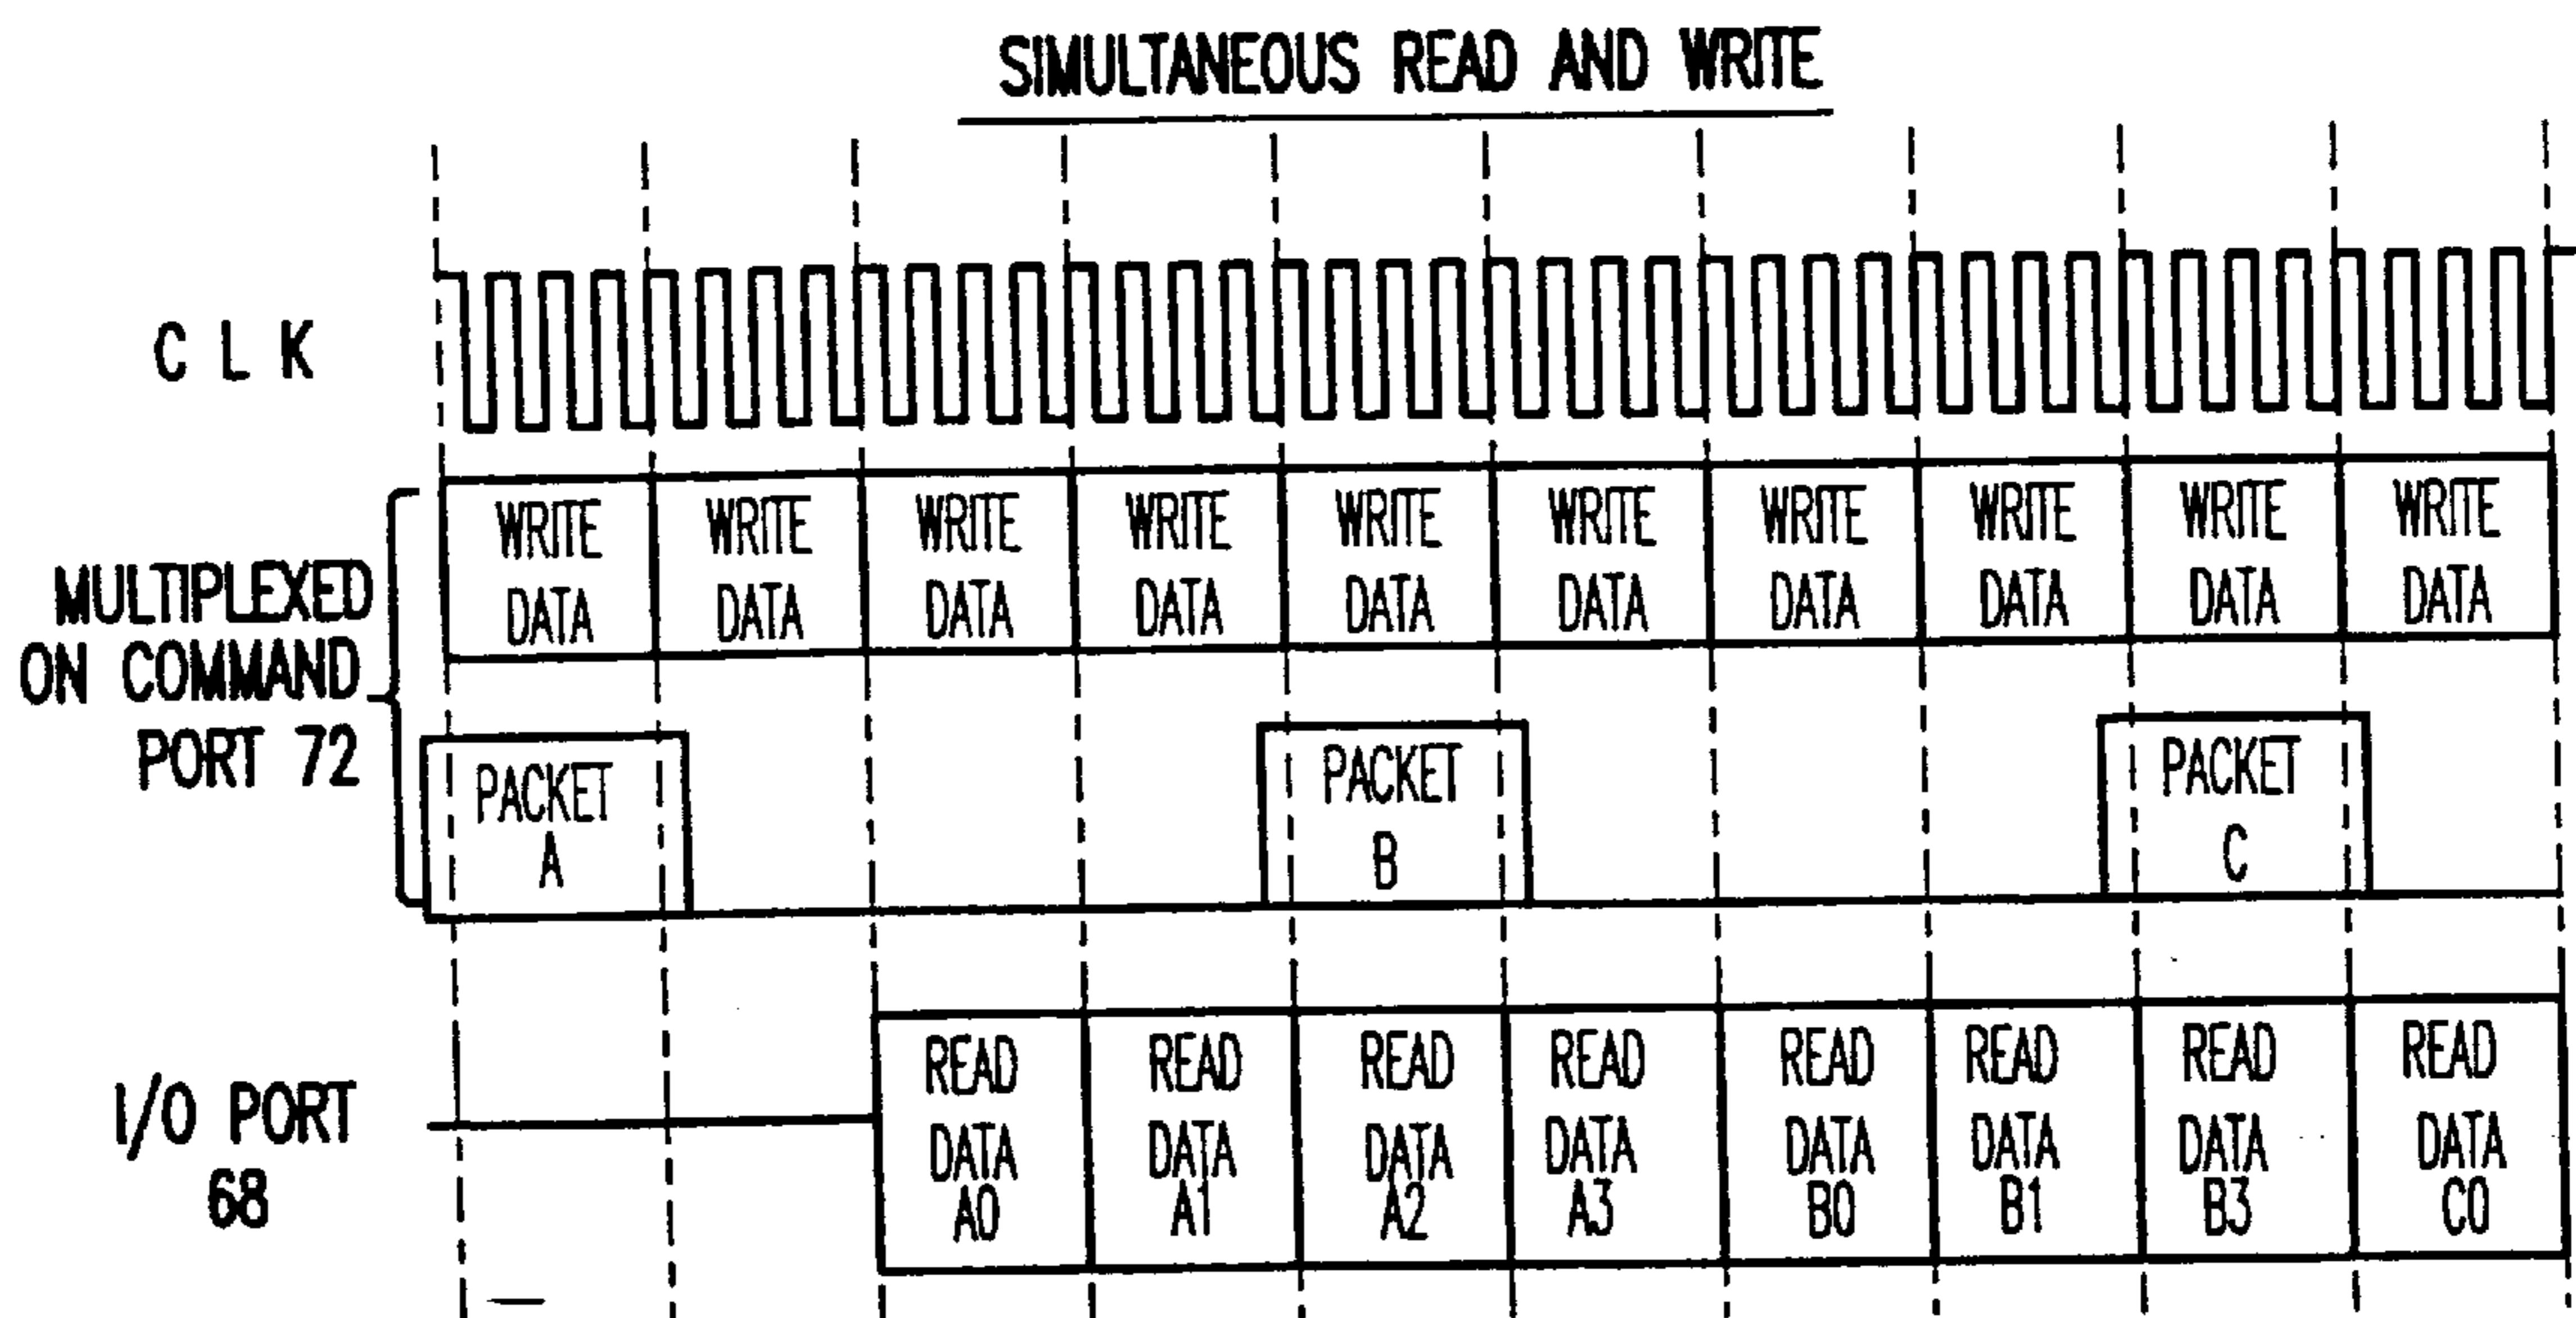 SIMULTANEOUS READ AND WRITE
C L K
MULTIPLEXED
ON COMMAND
PORT 72
WRITE WRITE WRITE WRITE WRITE WRITE WRITE WRITE WRITE WRITE
DATA DATA DATA DATA DATA DATA DATA DATA DATA DATA
PACKET PACKET PACKET
A B C
I/O PORT
68
READ READ READ READ READ READ READ READ
DATA DATA DATA DATA DATA DATA DATA DATA
A0 A1 A2 A3 B0 B1 B3 C0